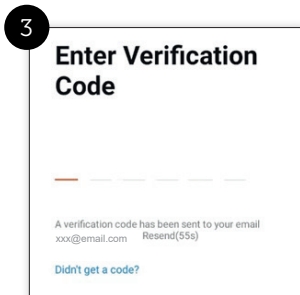 3
Enter Verification
Code
A verification code has been sent to your email
xxx@email.com Resend(55s)
Didn't get a code?